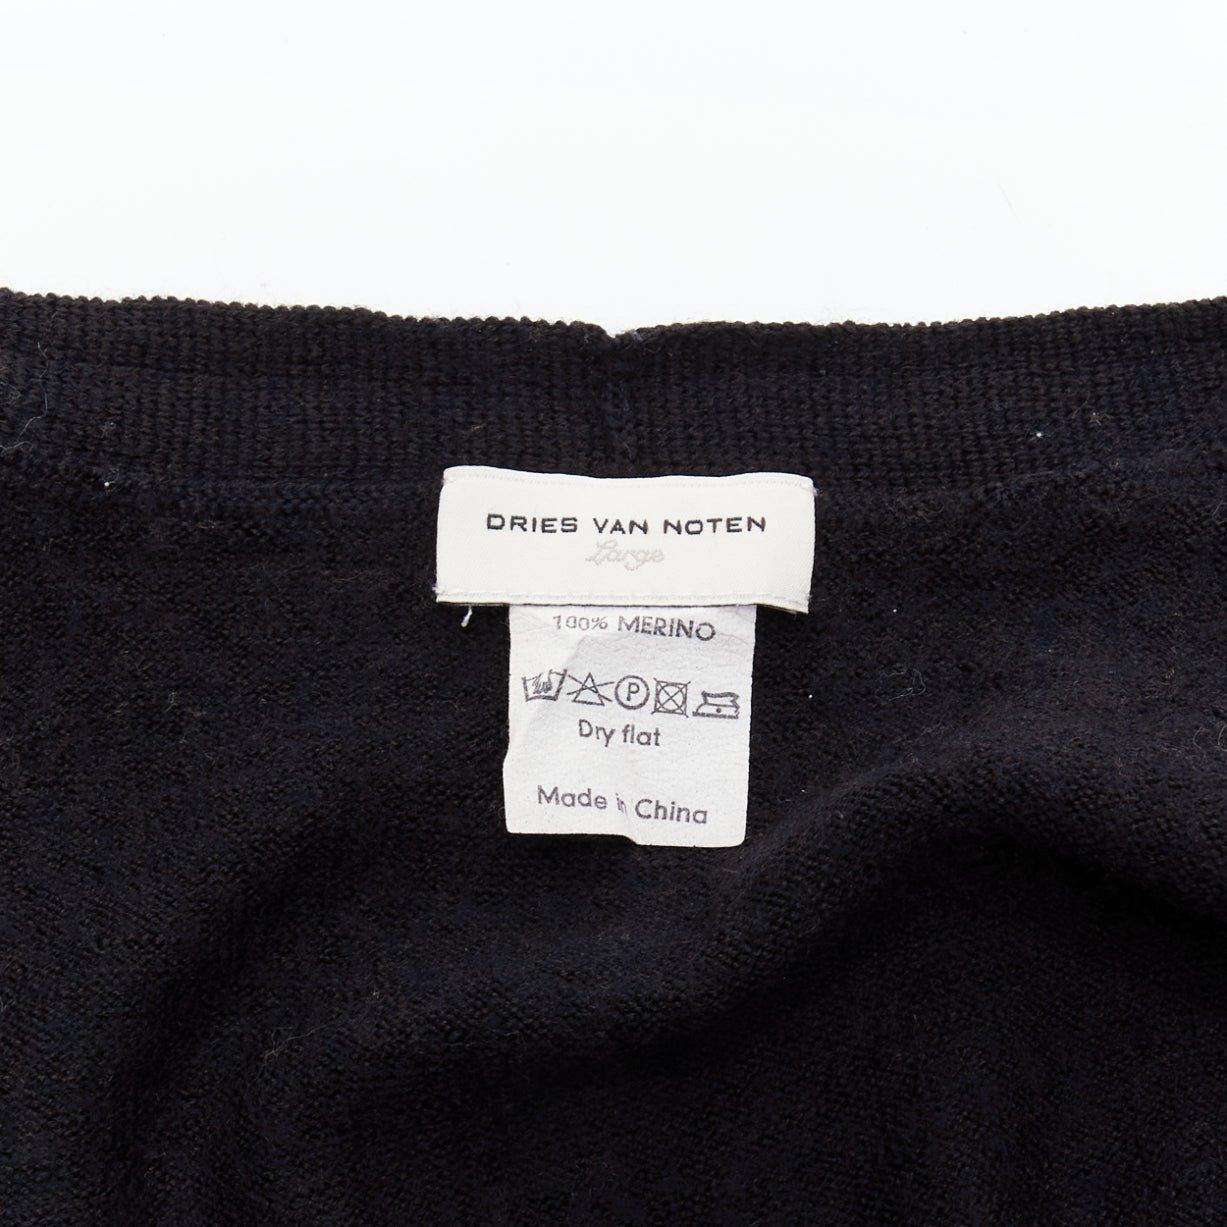 DRIES VAN NOTEN
Large
100% MERINO
P
Dry flat
Made in China